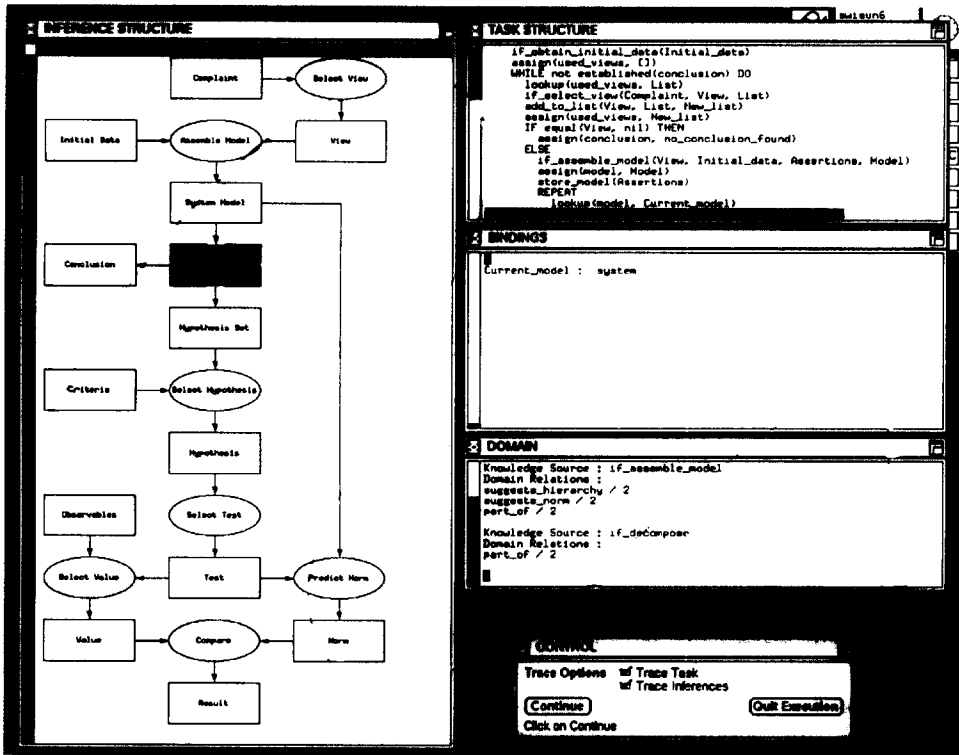 swisun6
INFERENCE STRUCTURE
Complaint
Select View
Initial Data
Assemble Model
View
System Model
Conclusion
Hypothesis Set
Criteria
Select Hypothesis
Hypothesis
Observables
Select Test
Select Value
Test
Predict Norm
Value
Compare
Norm
Result
TASK STRUCTURE
if_obtain_initial_data(Initial_data)
assign(used_views, [])
WHILE not established(conclusion) DO
lookup(used_views, List)
if_select_view(Complaint, View, List)
add_to_list(View, List, New_list)
assign(used_views, New_list)
IF equal(View, nil) THEN
assign(conclusion, no_conclusion_found)
ELSE
if_assemble_model(View, Initial_data, Assertions, Model)
assign(model, Model)
store_model(Assertions)
REPEAT
lookup(model, Current_model)
BINDINGS
Current_model : system
DOMAIN
Knowledge Source : if_assemble_model
Domain Relations :
suggests_hierarchy / 2
suggests_norm / 2
part_of / 2
Knowledge Source : if_decompose
Domain Relations :
part_of / 2
CONTROL
Trace Options Trace Task
Trace Inferences
Continue Quit Execution
Click on Continue